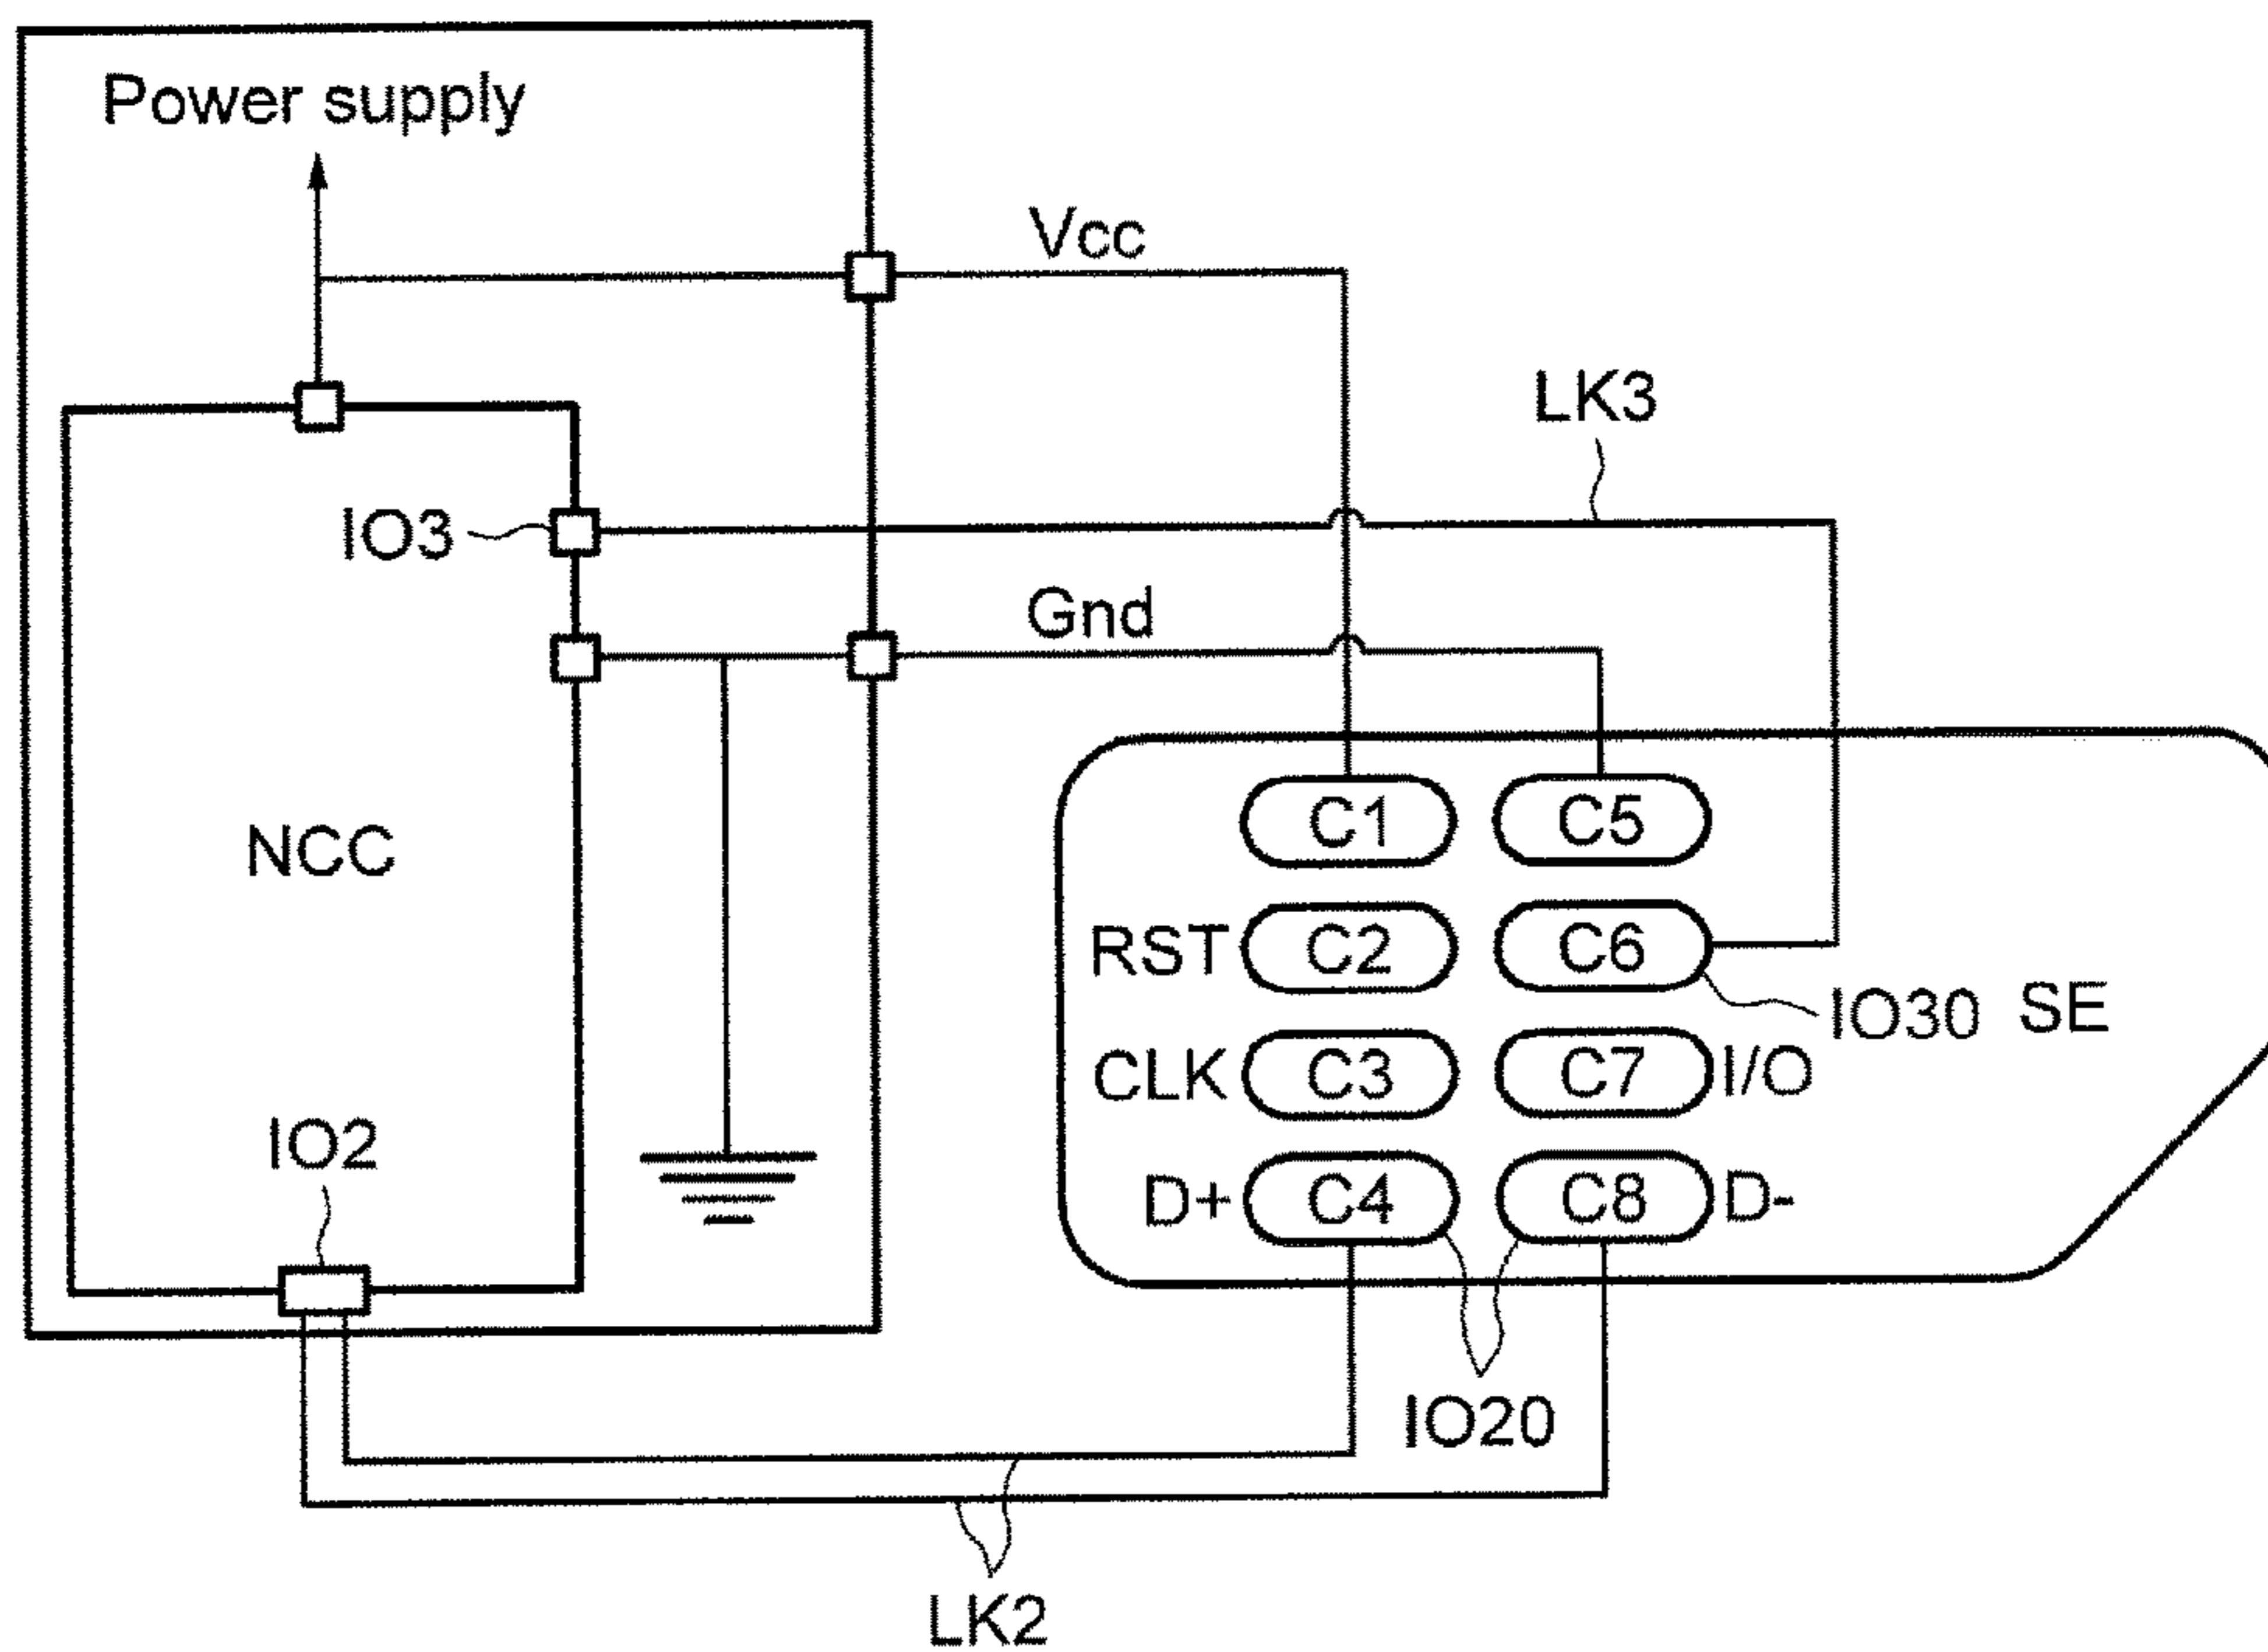 Power supply
Vcc
LK3
IO3
Gnd
C1 C5
NCC
RST C2 C6
IO30 SE
CLK C3 C7 I/O
IO2
D+ C4 C8 D-
IO20
LK2